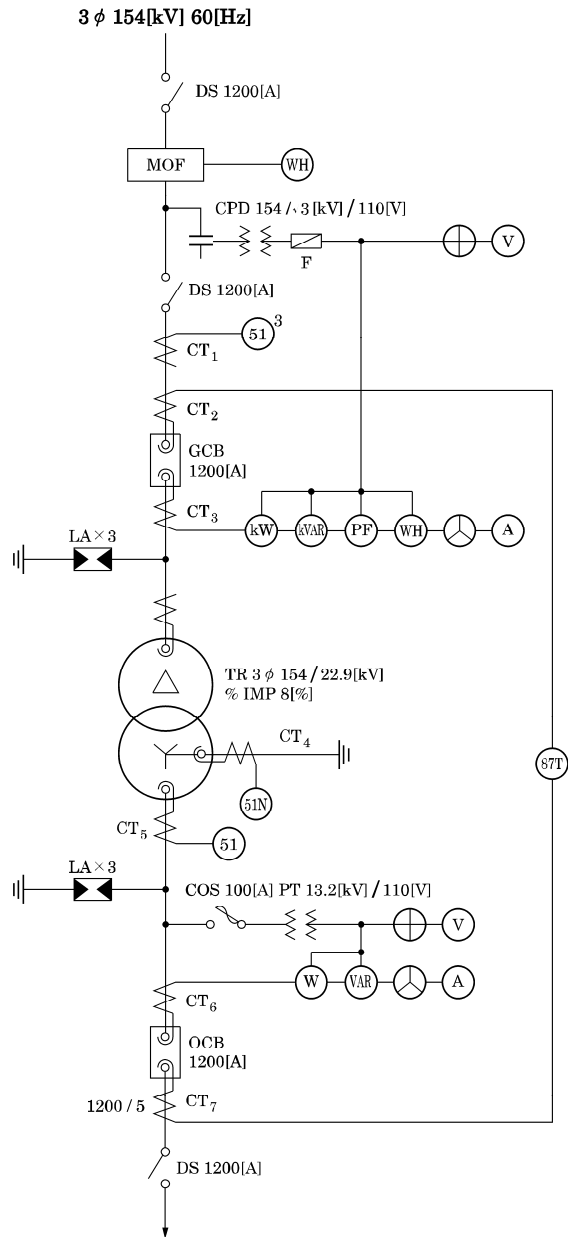 3 φ 154[kV] 60[Hz]
DS 1200[A]
MOF
WH
CPD 154/√3[kV]/110[V]
F
V
DS 1200[A]
51
3
CT₁
CT₂
GCB
1200[A]
CT₃
kW
kVAR
PF
WH
A
LA×3
TR 3 φ 154/22.9[kV]
% IMP 8[%]
CT₄
87T
51N
CT₅
51
LA×3
COS 100[A] PT 13.2[kV]/110[V]
V
W
VAR
A
CT₆
OCB
1200[A]
1200/5
CT₇
DS 1200[A]